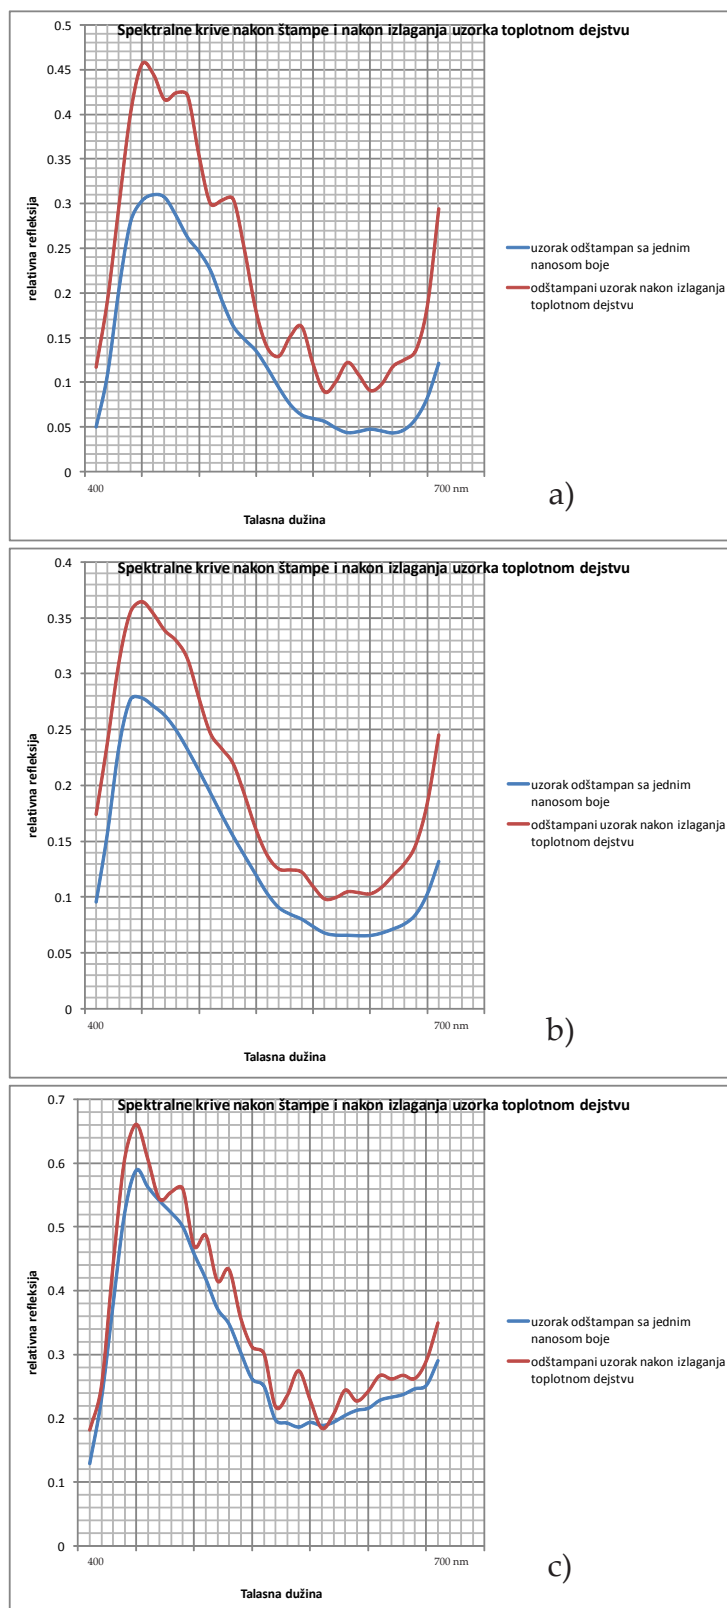 Spektralne krive nakon štampe i nakon izlaganja uzorka toplotnom dejstvu
0.5
0.45
0.4
0.35
0.3
0.25
0.2
0.15
0.1
0.05
0
relativna refleksija
400
700 nm
Talasna dužina
uzorak odštampan sa jednim
nanosom boje
odštampani uzorak nakon izlaganja
toplotnom dejstvu
a)
Spektralne krive nakon štampe i nakon izlaganja uzorka toplotnom dejstvu
0.4
0.35
0.3
0.25
0.2
0.15
0.1
0.05
0
relativna refleksija
400
700 nm
Talasna dužina
uzorak odštampan sa jednim
nanosom boje
odštampani uzorak nakon izlaganja
toplotnom dejstvu
b)
Spektralne krive nakon štampe i nakon izlaganja uzorka toplotnom dejstvu
0.7
0.6
0.5
0.4
0.3
0.2
0.1
0
relativna refleksija
400
700 nm
Talasna dužina
uzorak odštampan sa jednim
nanosom boje
odštampani uzorak nakon izlaganja
toplotnom dejstvu
c)